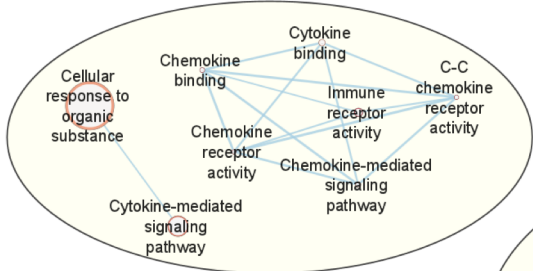 Cytokine
binding
Chemokine
binding
C-C
chemokine
receptor
activity
Cellular
response to
organic
substance
Immune
receptor
activity
Chemokine
receptor
activity
Chemokine-mediated
signaling
pathway
Cytokine-mediated
signaling
pathway